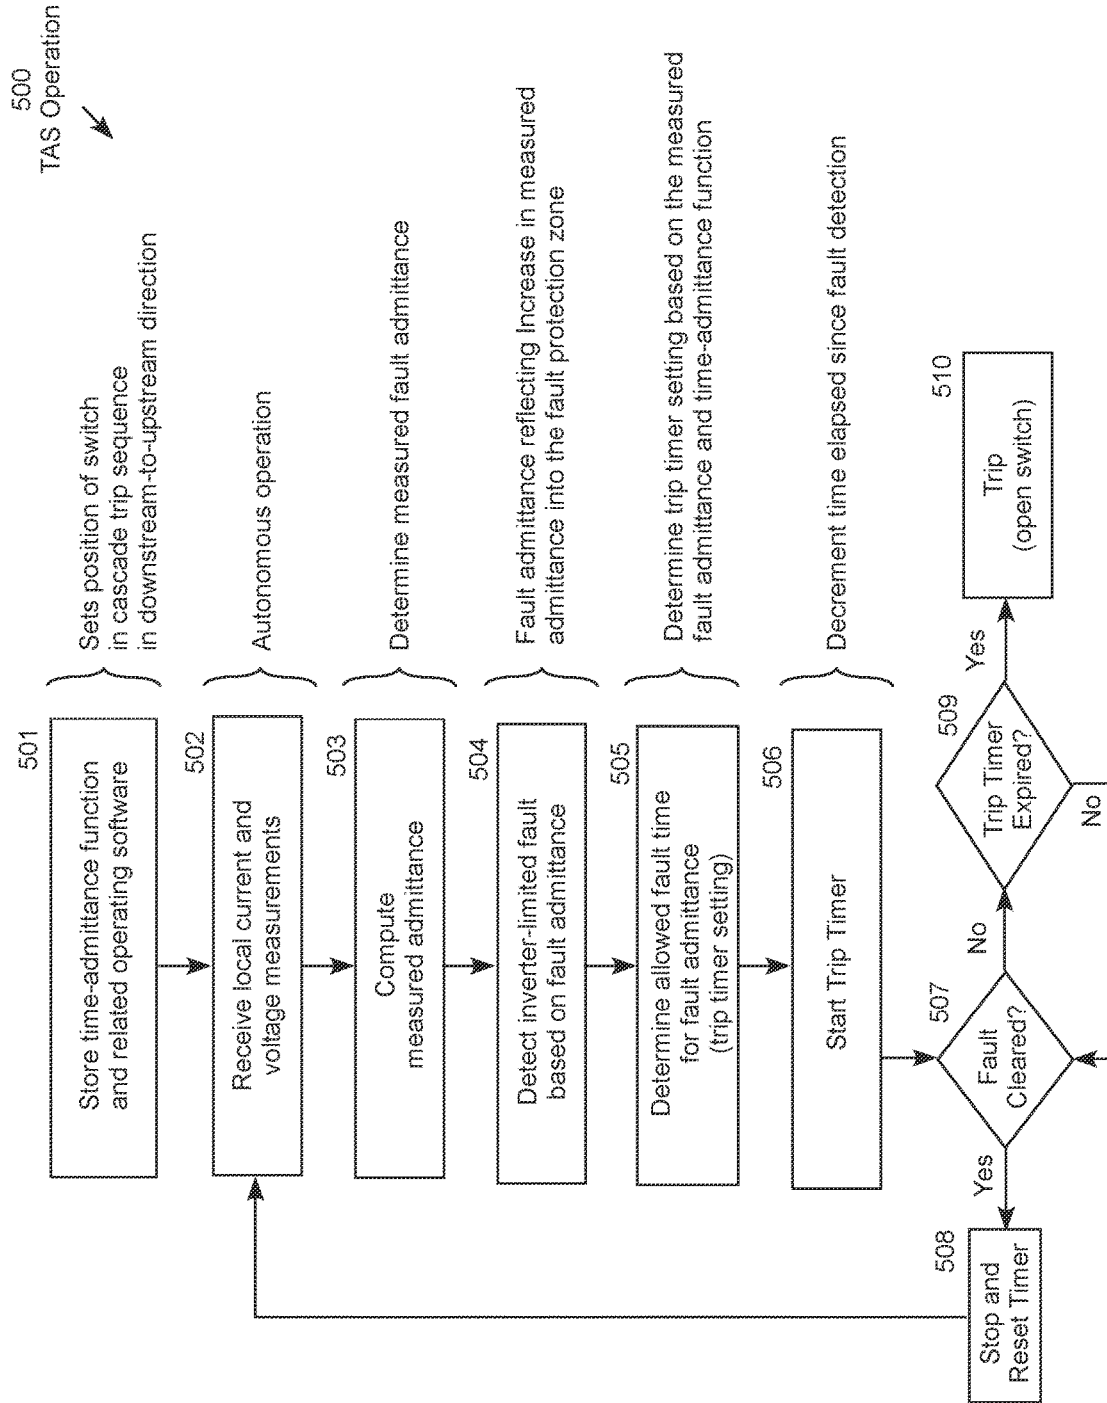 500
TAS Operation
501
Store time-admittance function
and related operating software
Sets position of switch
in cascade trip sequence
in downstream-to-upstream direction
502
Receive local current and
voltage measurements
Autonomous operation
503
Compute
measured admittance
Determine measured fault admittance
504
Detect inverter-limited fault
based on fault admittance
Fault admittance reflecting Increase in measured
admittance into the fault protection zone
505
Determine allowed fault time
for fault admittance
(trip timer setting)
Determine trip timer setting based on the measured
fault admittance and time-admittance function
506
Start Trip Timer
Decrement time elapsed since fault detection
507
Fault
Cleared?
Yes
No
508
Stop and
Reset Timer
509
Trip Timer
Expired?
Yes
No
510
Trip
(open switch)